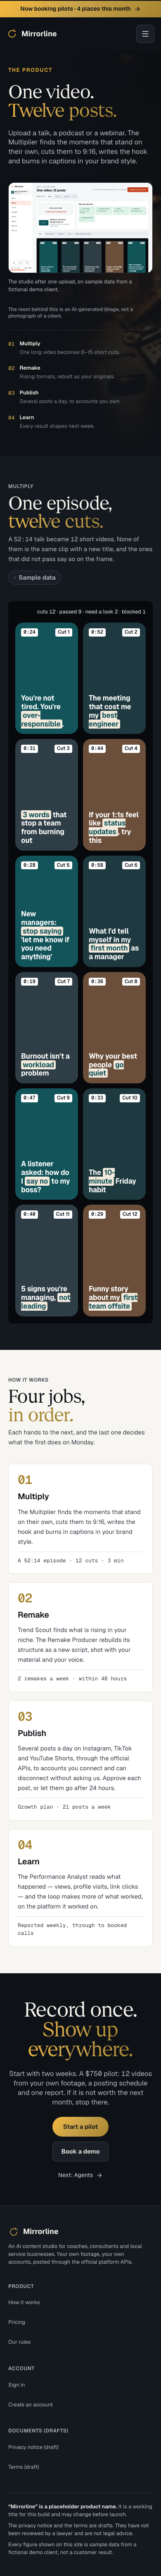 Now booking pilots · 4 places this month →
Mirrorline
THE PRODUCT
One video.
Twelve posts.
Upload a talk, a podcast or a webinar. The
Multiplier finds the moments that stand
on their own, cuts them to 9:16, writes the
hook and burns in captions in your brand
style.
The studio after one upload, on sample data from a
fictional demo client.
The room behind this is an AI-generated image, not a
photograph of a client.
01 Multiply
One long video becomes 8–15 short cuts.
02 Remake
Rising formats, rebuilt as your originals.
03 Publish
Several posts a day, to accounts you own.
04 Learn
Every result shapes next week.
MULTIPLY
One episode,
twelve cuts.
A 52:14 talk became 12 short videos. None of
them is the same clip with a new title, and none
that did not pass say so on the frame.
Sample data
cuts 12 · passed 9 · need a look 2 · blocked 1
0:24 Cut 1
You're not
tired. You're
over-
responsible.
0:52 Cut 2
The meeting
that cost me
my best
engineer
0:31 Cut 3
3 words that
stop a team
from burning
out
0:44 Cut 4
If your 1:1s feel
like status
updates, try
this
0:28 Cut 5
New
managers:
stop saying
'let me know if
you need
anything'
0:58 Cut 6
What I'd tell
myself in my
first month as
a manager
0:19 Cut 7
Burnout isn't a
workload
problem
0:36 Cut 8
Why your best
people go
quiet
0:47 Cut 9
A listener
asked: how do
I say no to my
boss?
0:33 Cut 10
The 10-
minute Friday
habit
0:40 Cut 11
5 signs you're
managing, not
leading
0:29 Cut 12
Funny story
about my first
team offsite
HOW IT WORKS
Four jobs,
in order.
Each hands to the next, and the last one decides
what the first does on Monday.
01
Multiply
The Multiplier finds the moments that stand
on their own, cuts them to 9:16, writes the
hook and burns in captions in your brand
style.
A 52:14 episode · 12 cuts · 3 min
02
Remake
Trend Scout finds what is rising in your
niche. The Remake Producer rebuilds its
structure as a new script, shot with your
material and your voice.
2 remakes a week · within 48 hours
03
Publish
Several posts a day on Instagram, TikTok
and YouTube Shorts, through the official
APIs, to accounts you connect and can
disconnect without asking us. Approve each
post, or let them go after 24 hours.
Growth plan · 21 posts a week
04
Learn
The Performance Analyst reads what
happened — views, profile visits, link clicks
— and the loop makes more of what worked,
on the platform it worked on.
Reported weekly, through to booked
calls
Record once.
Show up
everywhere.
Start with two weeks. A $750 pilot: 12 videos
from your own footage, a posting schedule
and one report. If it is not worth the next
month, stop there.
Start a pilot
Book a demo
Next: Agents →
Mirrorline
An AI content studio for coaches, consultants and local
service businesses. Your own footage, your own
accounts, posted through the official platform APIs.
PRODUCT
How it works
Pricing
Our rules
ACCOUNT
Sign in
Create an account
DOCUMENTS (DRAFTS)
Privacy notice (draft)
Terms (draft)
"Mirrorline" is a placeholder product name. It is a working
title for this build and may change before launch.
The privacy notice and the terms are drafts. They have not
been reviewed by a lawyer and are not legal advice.
Every figure shown on this site is sample data from a
fictional demo client, not a customer result.